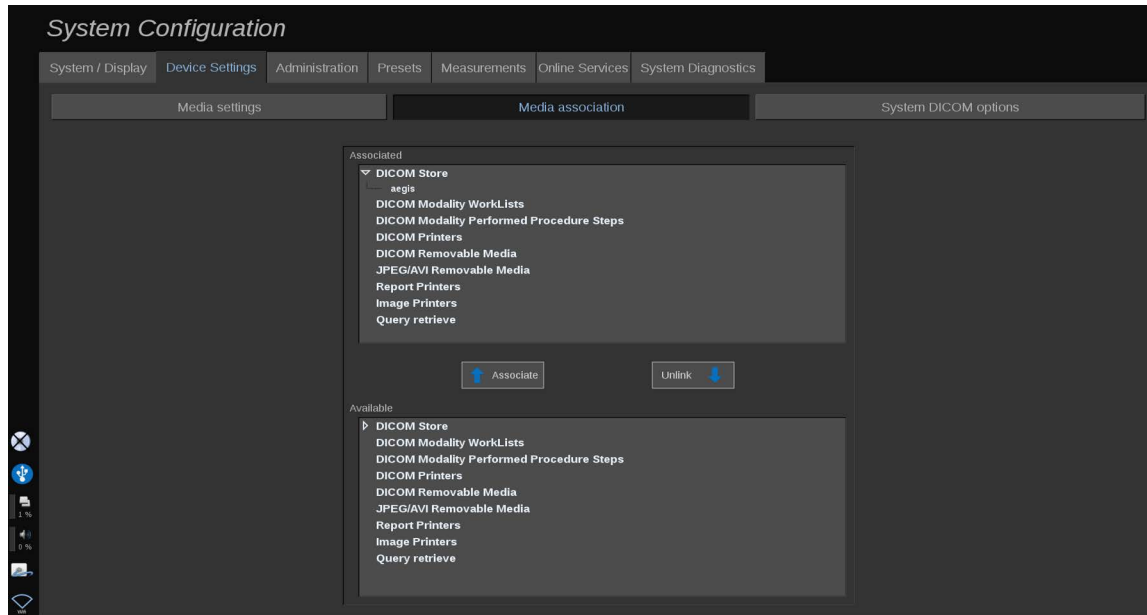 System Configuration
System / Display Device Settings Administration Presets Measurements Online Services System Diagnostics
Media settings Media association System DICOM options
Associated
DICOM Store
aegis
DICOM Modality WorkLists
DICOM Modality Performed Procedure Steps
DICOM Printers
DICOM Removable Media
JPEG/AVI Removable Media
Report Printers
Image Printers
Query retrieve
Associate Unlink
Available
DICOM Store
DICOM Modality WorkLists
DICOM Modality Performed Procedure Steps
DICOM Printers
DICOM Removable Media
JPEG/AVI Removable Media
Report Printers
Image Printers
Query retrieve
1 %
0 %